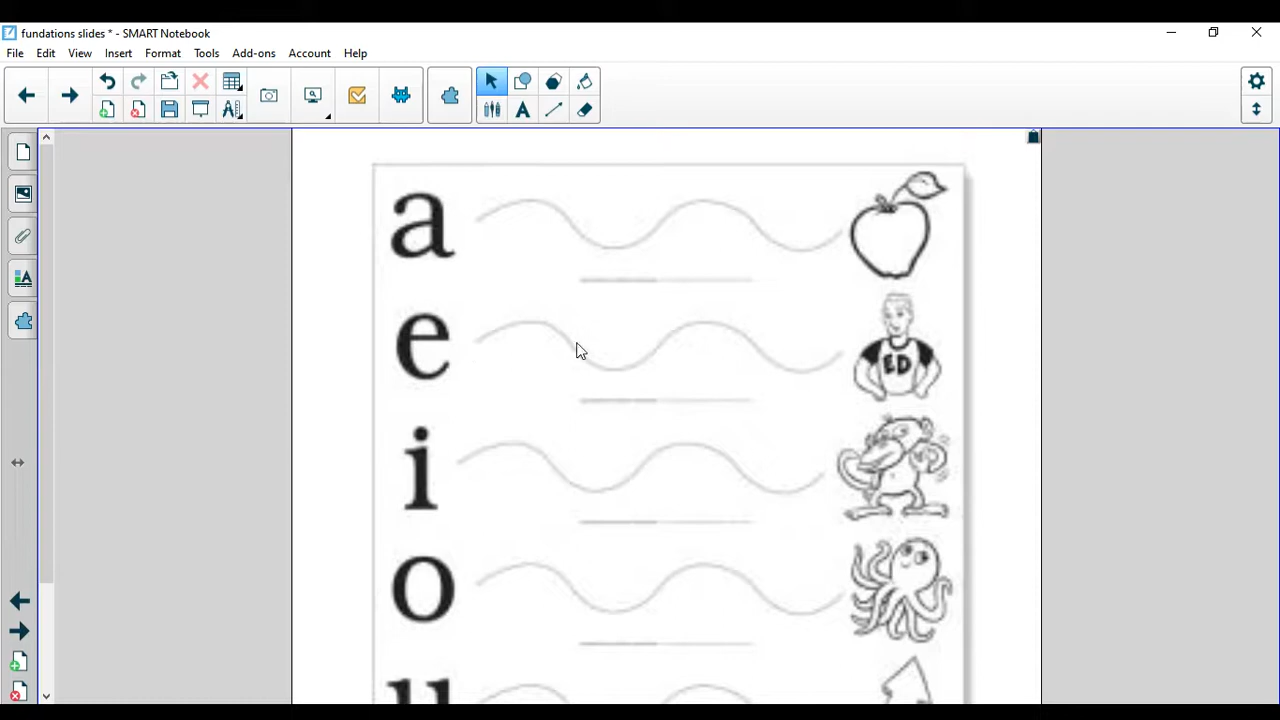 fundations slides * - SMART Notebook
File Edit View Insert Format Tools Add-ons Account Help
a
e
ED
i
o
u